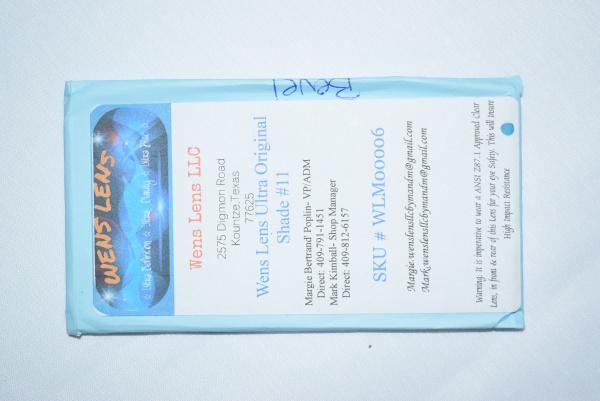 Bevel
WENS LENS
Wens Lens LLC
2575 Digmon Road
Kountze,Texas
77625
Wens Lens Ultra Original
Shade #11
Margie Bertrand' Poplin- VP/ADM
Direct: 409-791-1451
Mark Kimball- Shop Manager
Direct: 409-812-6157
SKU # WLM00006
Margie.wenslensllcbymandm@gmail.com
Mark.wenslensllcbymandm@gmail.com
Warning: It is imperative to wear a ANSI Z87.1 Approved Clear
Lens, in front & rear of this Lens for your eye Safety. This will Insure
High Impact Resistance